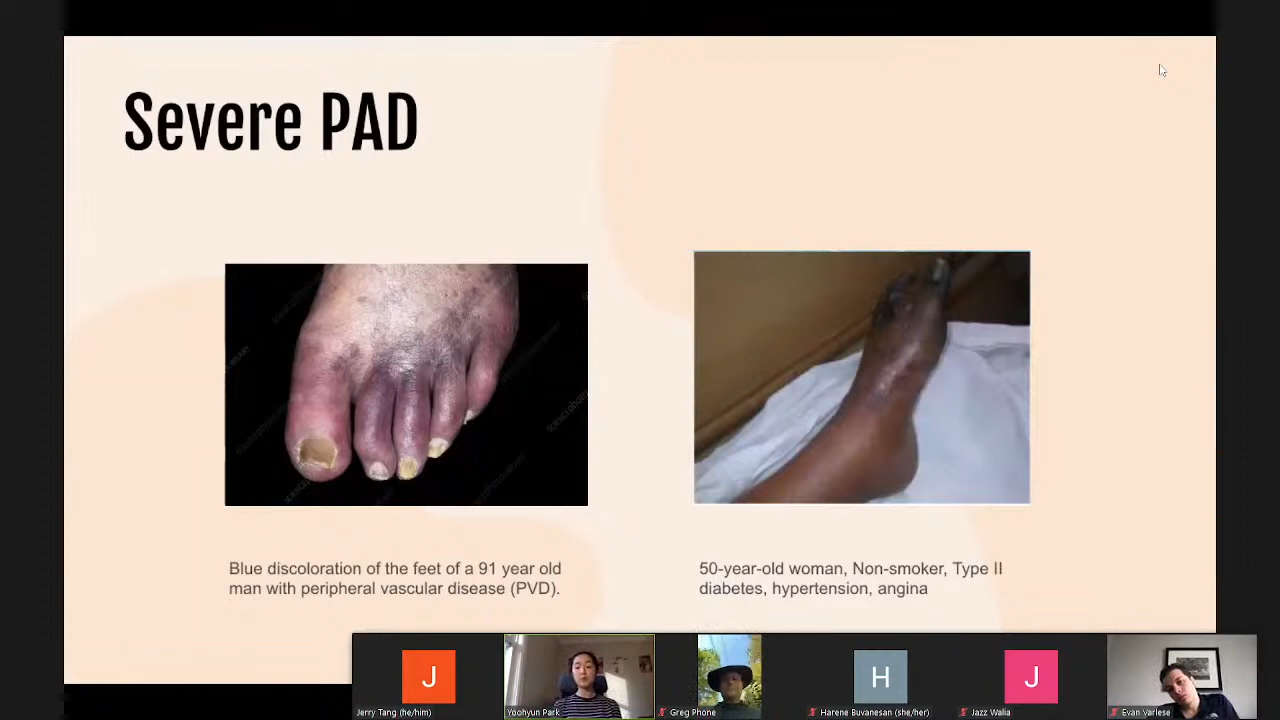 Severe PAD
Blue discoloration of the feet of a 91 year old
man with peripheral vascular disease (PVD).
50-year-old woman, Non-smoker, Type II
diabetes, hypertension, angina
J
H
J
Jerry Tang (he/him)
Yoohyun Park
Greg Phone
Harene Buvanesan (she/her)
Jazz Walia
Evan Varlese